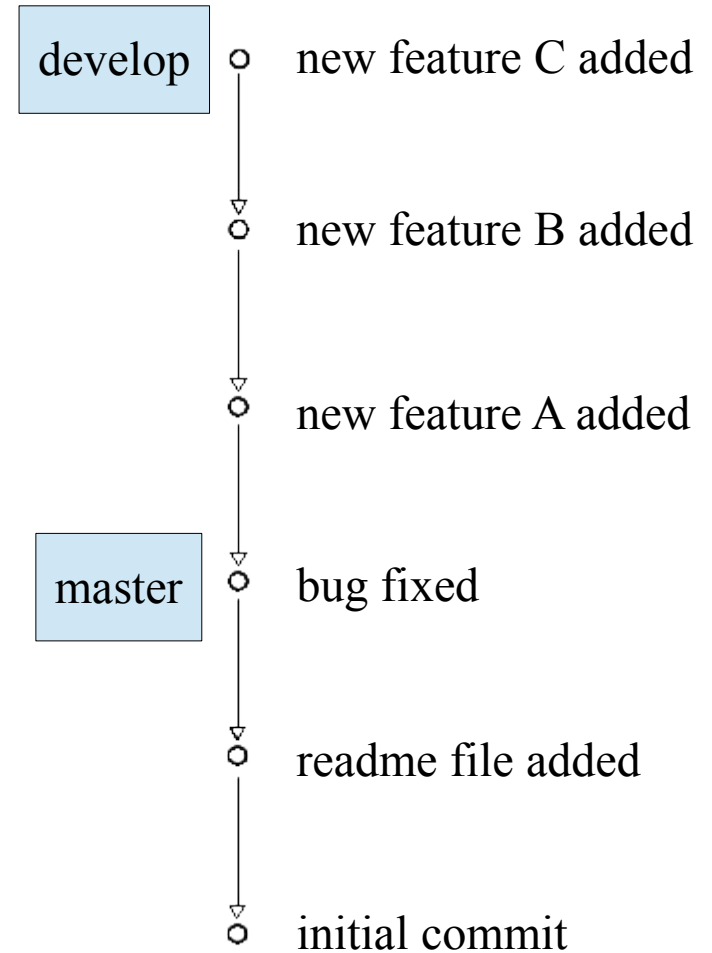 develop new feature C added
new feature B added
new feature A added
master bug fixed
readme file added
initial commit